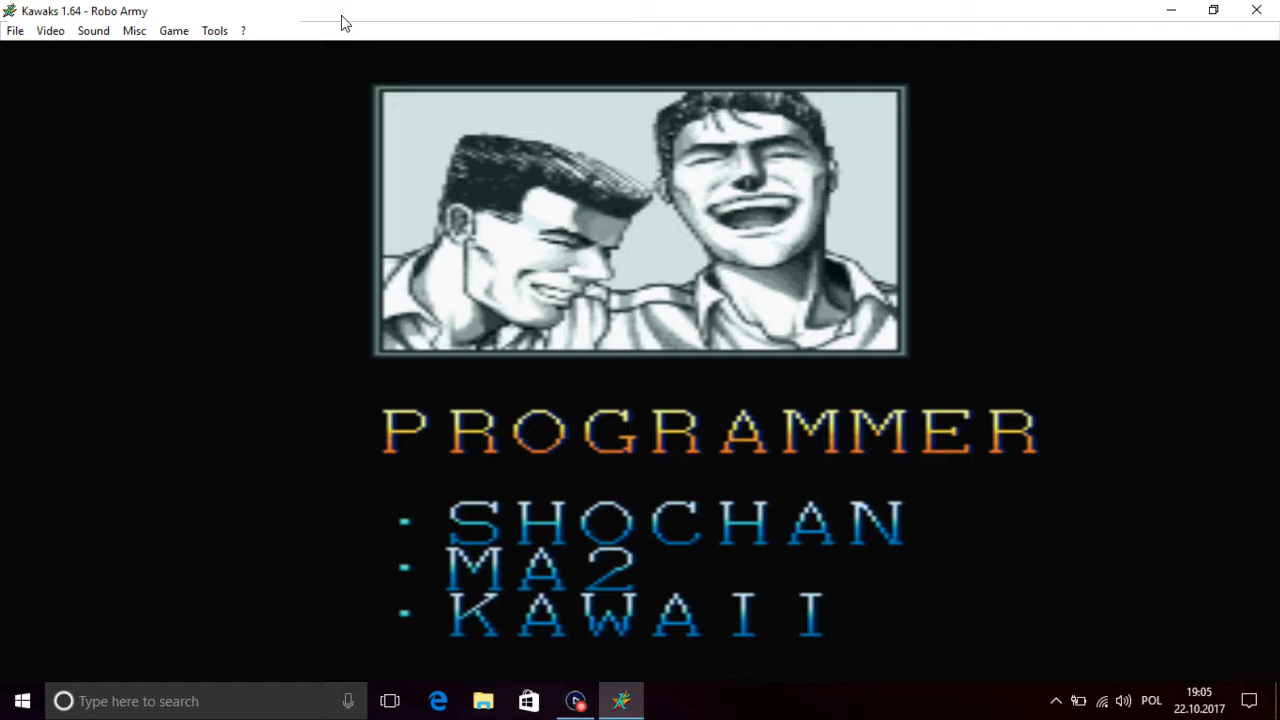 Kawaks 1.64 - Robo Army
File Video Sound Misc Game Tools ?
PROGRAMMER
· SHOCHAN
· MA2
· KAWAII
Type here to search
POL
19:05
22.10.2017